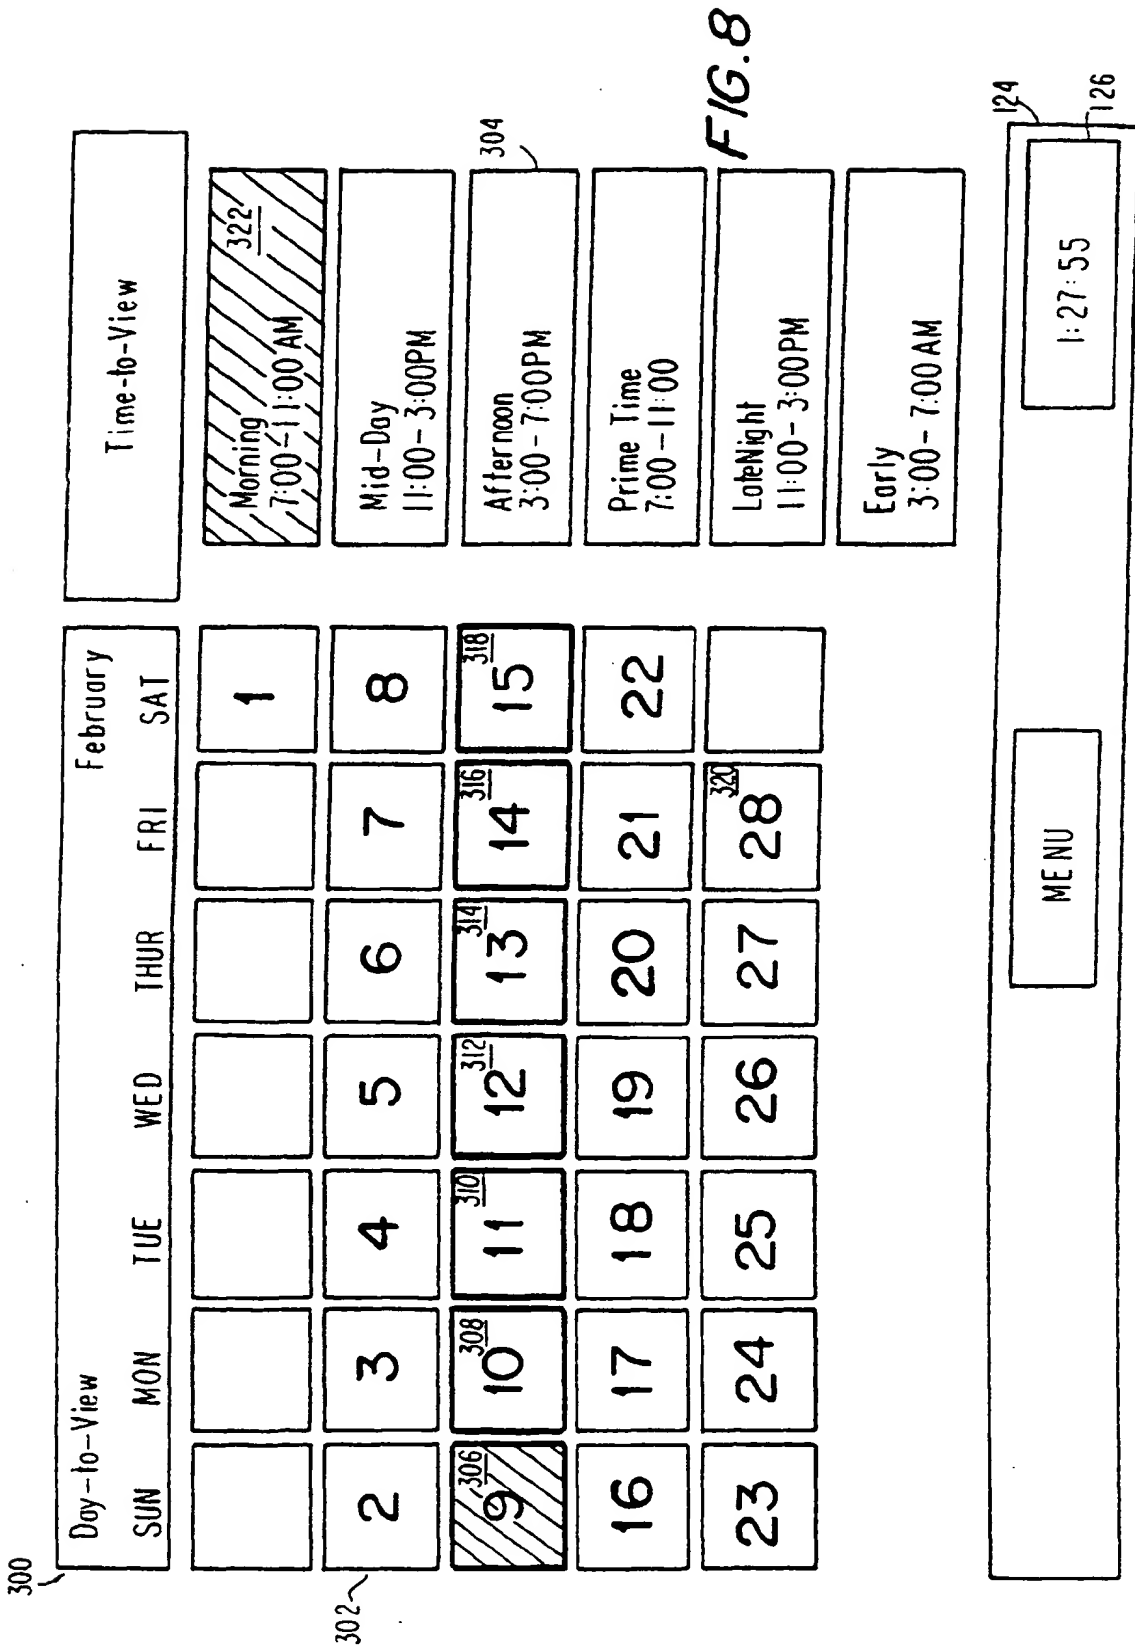 300
Day-to-View February
SUN MON TUE WED THUR FRI SAT
1
302
2 3 4 5 6 7 8
306 308 310 312 314 316 318
9 10 11 12 13 14 15
16 17 18 19 20 21 22
320
23 24 25 26 27 28
Time-to-View
322
Morning
7:00-11:00 AM
Mid-Day
11:00-3:00PM
304
Afternoon
3:00-7:00PM
Prime Time
7:00-11:00
LateNight
11:00-3:00PM
Early
3:00-7:00AM
FIG.8
124
MENU
1:27:55
126